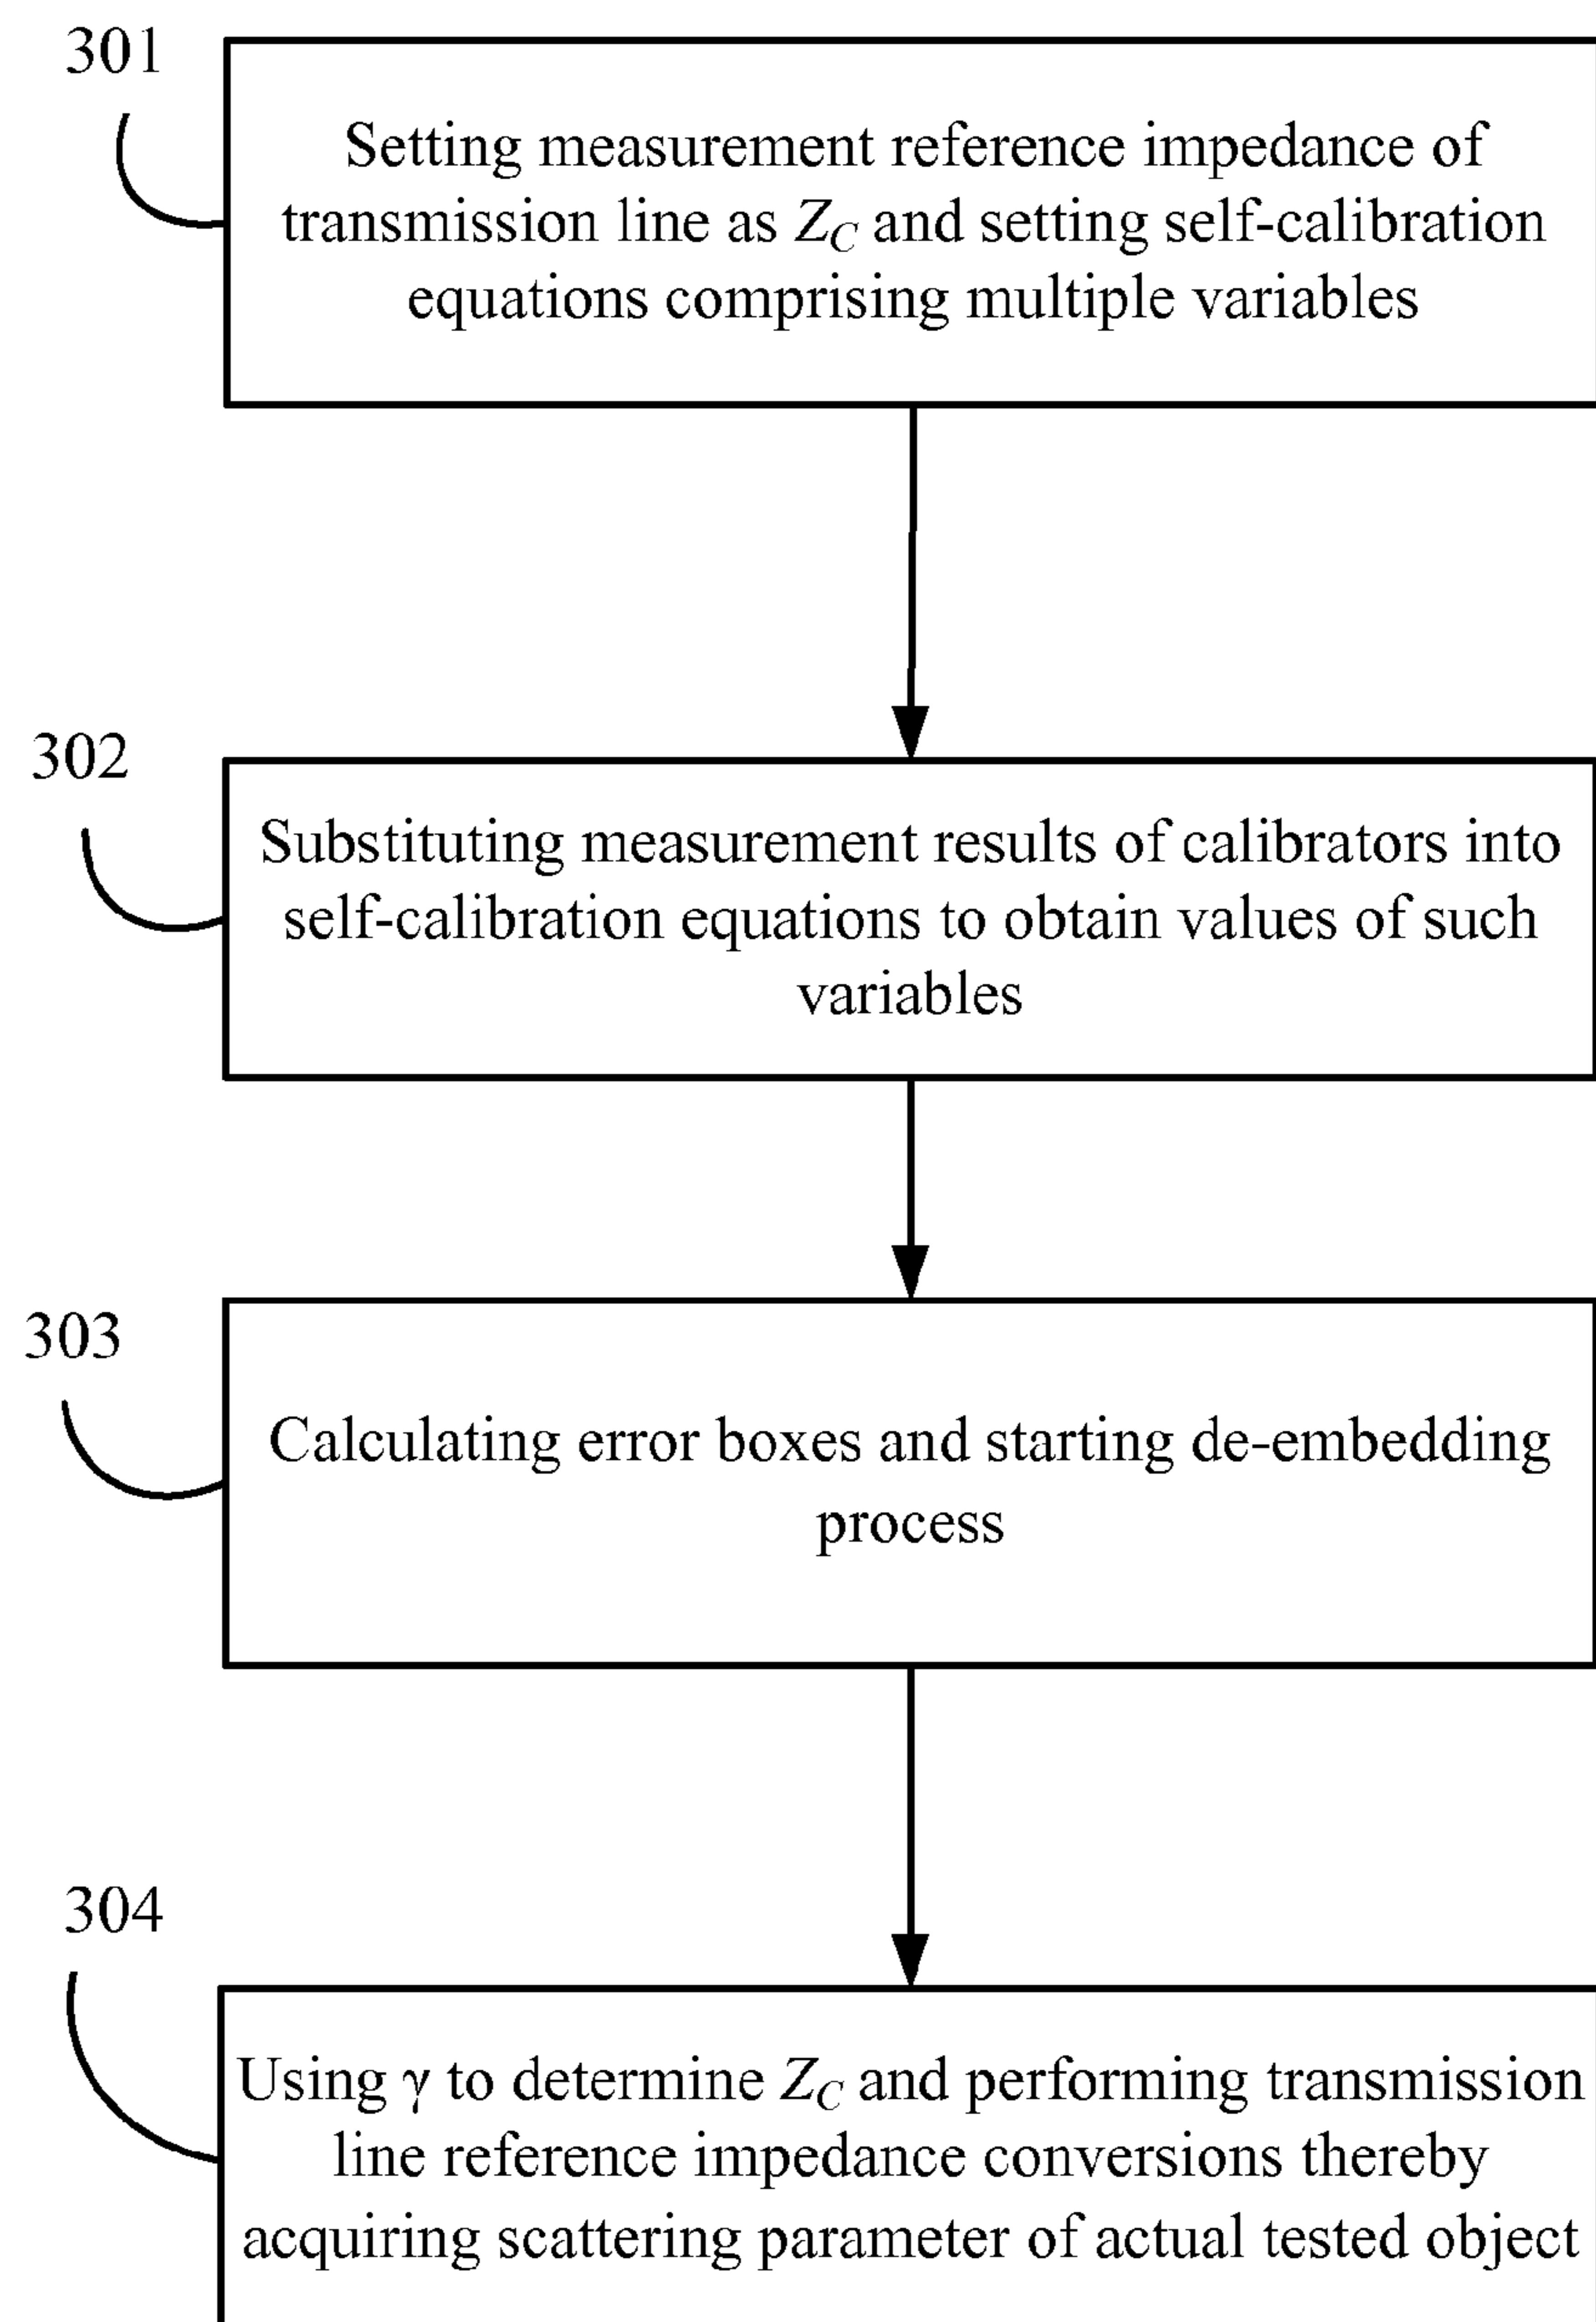 301
Setting measurement reference impedance of
transmission line as Z_C and setting self-calibration
equations comprising multiple variables
302
Substituting measurement results of calibrators into
self-calibration equations to obtain values of such
variables
303
Calculating error boxes and starting de-embedding
process
304
Using γ to determine Z_C and performing transmission
line reference impedance conversions thereby
acquiring scattering parameter of actual tested object